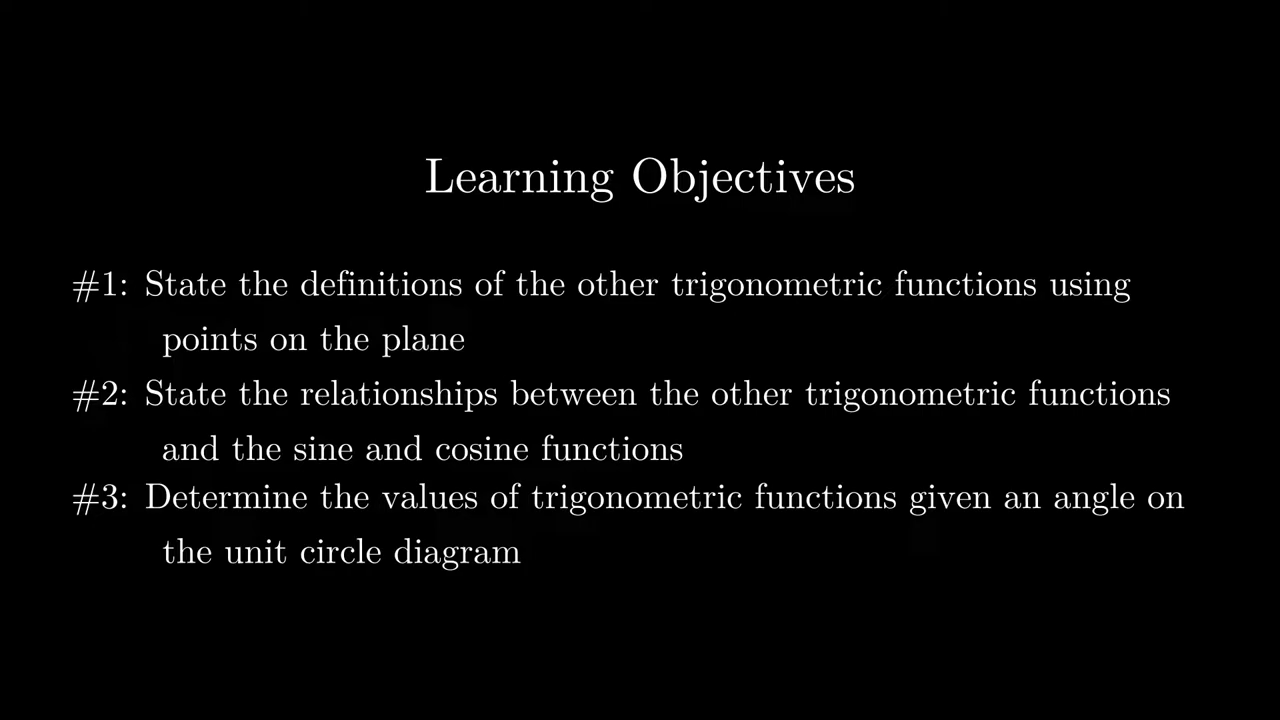 Learning Objectives
#1: State the definitions of the other trigonometric functions using
points on the plane
#2: State the relationships between the other trigonometric functions
and the sine and cosine functions
#3: Determine the values of trigonometric functions given an angle on
the unit circle diagram